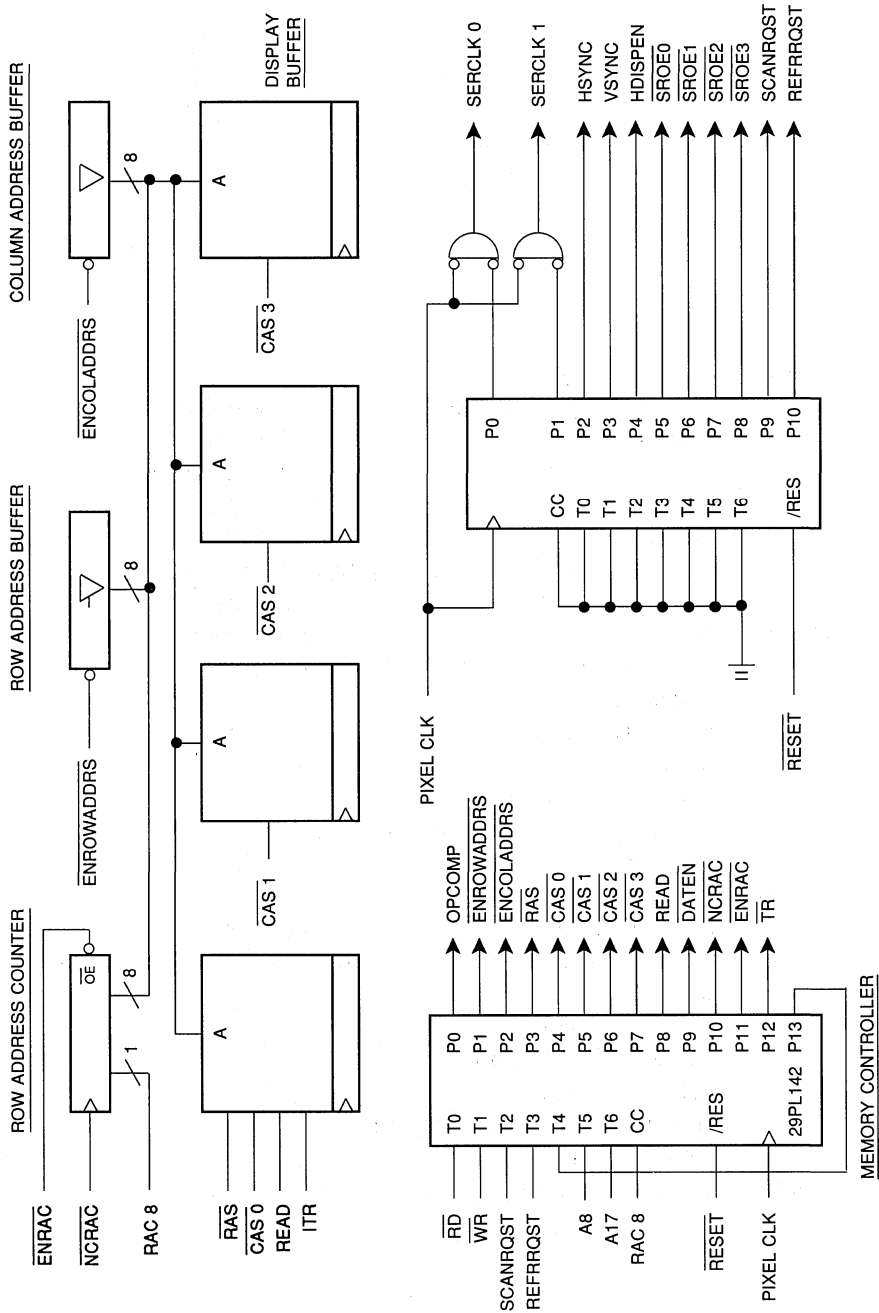 ROW ADDRESS COUNTER
ROW ADDRESS BUFFER
COLUMN ADDRESS BUFFER
ENRAC
NCRAC
RAC 8
OE
1
8
ENROWADDRS
8
ENCOLADDRS
8
RAS
CAS 0
READ
ITR
A
CAS 1
A
CAS 2
A
CAS 3
A
DISPLAY
BUFFER
RD
WR
SCANRQST
REFRRQST
A8
A17
RAC 8
RESET
PIXEL CLK
T0
T1
T2
T3
T4
T5
T6
CC
/RES
29PL142
P0
P1
P2
P3
P4
P5
P6
P7
P8
P9
P10
P11
P12
P13
OPCOMP
ENROWADDRS
ENCOLADDRS
RAS
CAS 0
CAS 1
CAS 2
CAS 3
READ
DATEN
NCRAC
ENRAC
TR
MEMORY CONTROLLER
PIXEL CLK
RESET
CC
T0
T1
T2
T3
T4
T5
T6
/RES
P0
P1
P2
P3
P4
P5
P6
P7
P8
P9
P10
SERCLK 0
SERCLK 1
HSYNC
VSYNC
HDISPEN
SROE0
SROE1
SROE2
SROE3
SCANRQST
REFRRQST